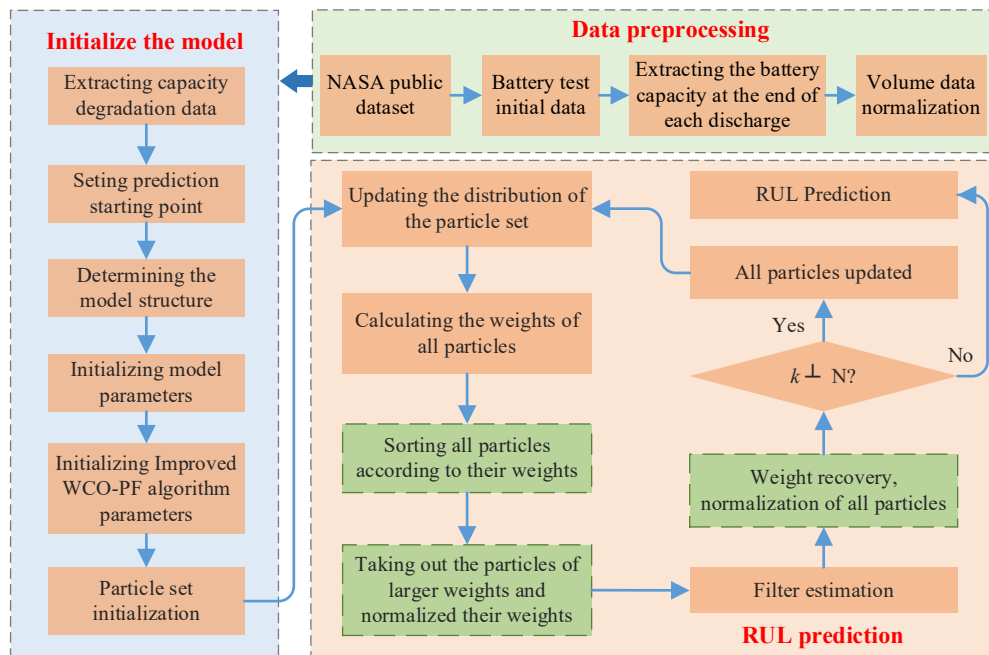 Initialize the model
Extracting capacity
degradation data
Seting prediction
starting point
Determining the
model structure
Initializing model
parameters
Initializing Improved
WCO-PF algorithm
parameters
Particle set
initialization
Data preprocessing
NASA public
dataset
Battery test
initial data
Extracting the battery
capacity at the end of
each discharge
Volume data
normalization
Updating the distribution of
the particle set
Calculating the weights of
all particles
Sorting all particles
according to their weights
Taking out the particles of
larger weights and
normalized their weights
Filter estimation
Weight recovery,
normalization of all particles
k ⊥ N?
Yes
No
All particles updated
RUL Prediction
RUL prediction